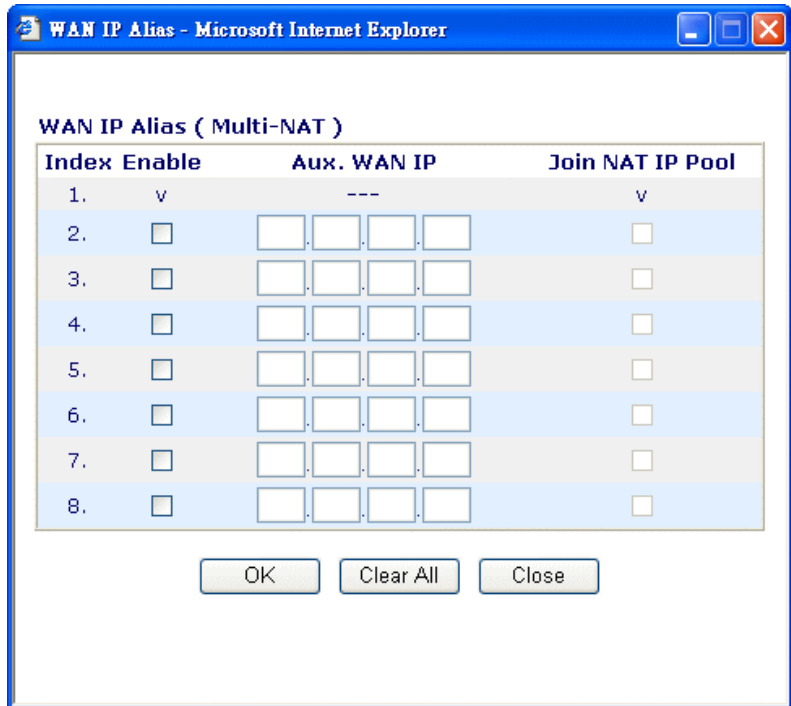 WAN IP Alias - Microsoft Internet Explorer
WAN IP Alias ( Multi-NAT )
Index Enable Aux. WAN IP Join NAT IP Pool
1. v --- v
2. . . .
3. . . .
4. . . .
5. . . .
6. . . .
7. . . .
8. . . .
OK Clear All Close